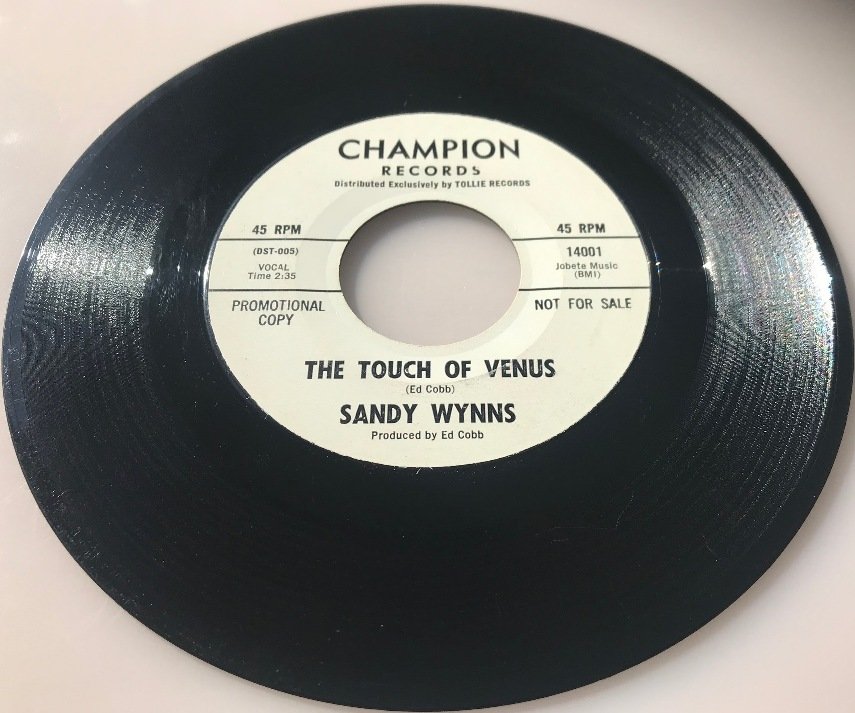 CHAMPION
RECORDS
Distributed Exclusively by TOLLIE RECORDS
45 RPM
45 RPM
(DST-005)
14001
VOCAL
Time 2:35
Jobete Music
(BMI)
PROMOTIONAL
COPY
NOT FOR SALE
THE TOUCH OF VENUS
(Ed Cobb)
SANDY WYNNS
Produced by Ed Cobb